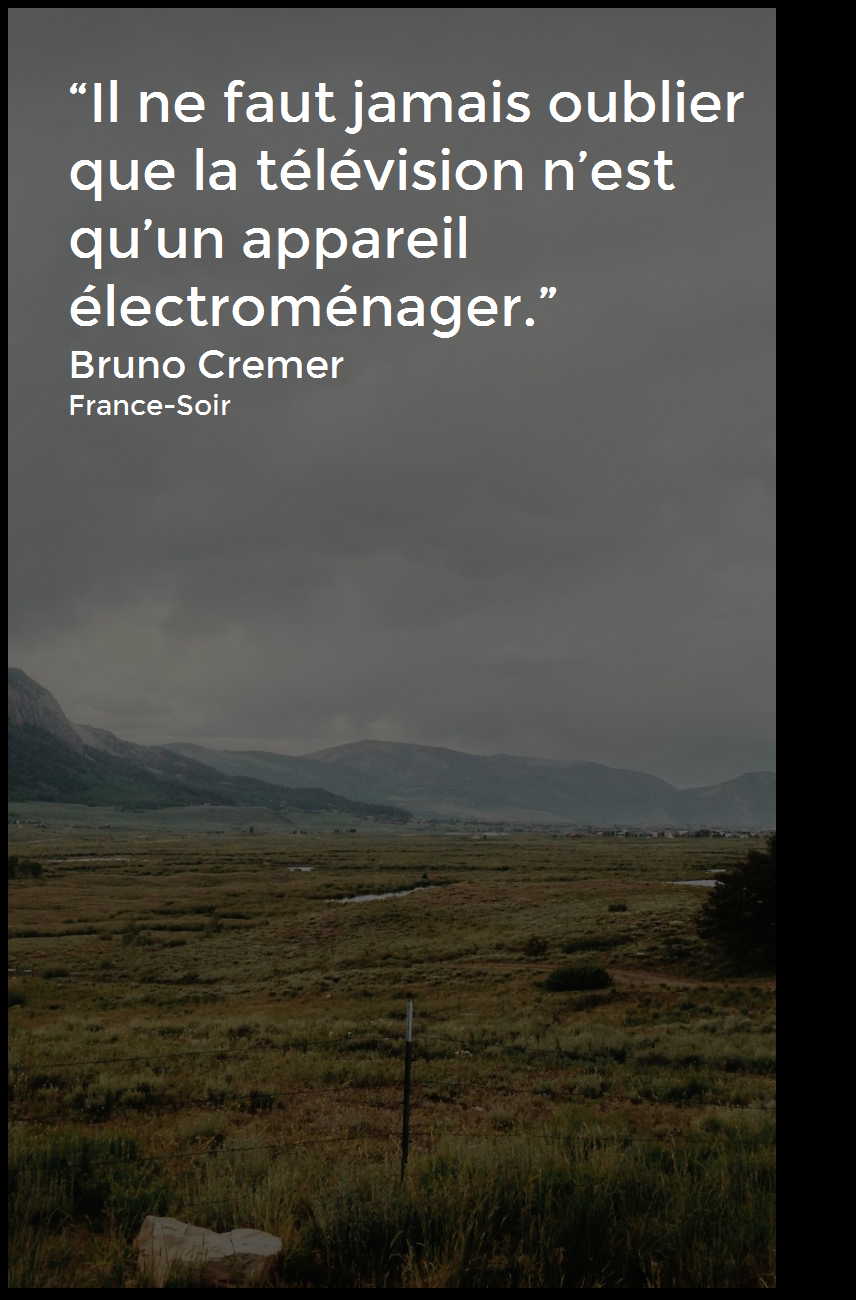 “Il ne faut jamais oublier
que la télévision n’est
qu’un appareil
électroménager.”
Bruno Cremer
France-Soir